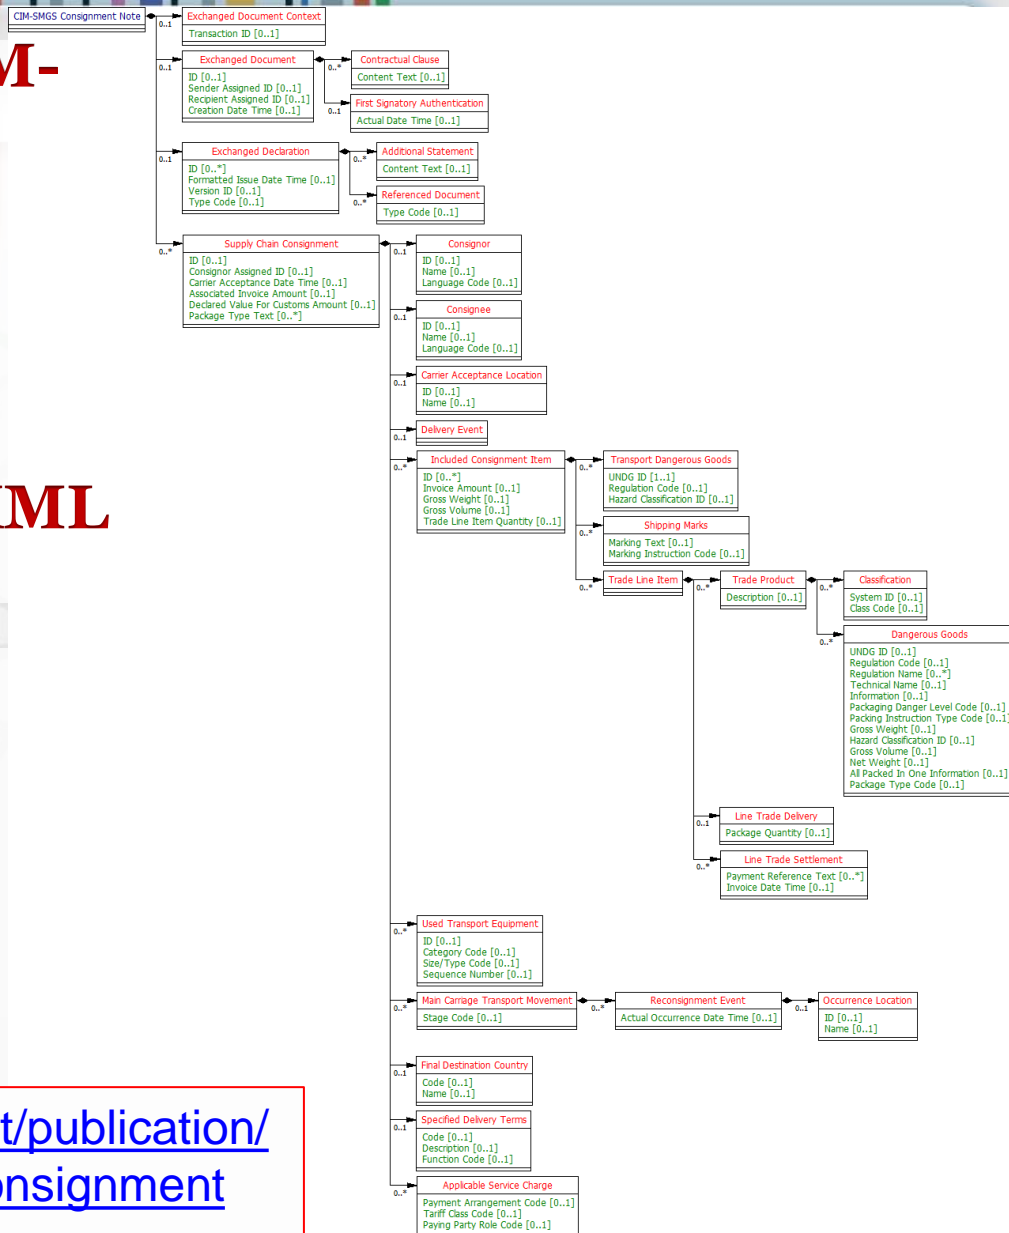 CIM-SMGS Consignment Note
0..1
Exchanged Document Context
Transaction ID [0..1]
M-
0..1
Exchanged Document
ID [0..1]
Sender Assigned ID [0..1]
Recipient Assigned ID [0..1]
Creation Date Time [0..1]
0..*
Contractual Clause
Content Text [0..1]
0..1
First Signatory Authentication
Actual Date Time [0..1]
0..1
Exchanged Declaration
ID [0..*]
Formatted Issue Date Time [0..1]
Version ID [0..1]
Type Code [0..1]
0..*
Additional Statement
Content Text [0..1]
0..*
Referenced Document
Type Code [0..1]
0..*
Supply Chain Consignment
ID [0..1]
Consignor Assigned ID [0..1]
Carrier Acceptance Date Time [0..1]
Associated Invoice Amount [0..1]
Declared Value For Customs Amount [0..1]
Package Type Text [0..*]
0..1
Consignor
ID [0..1]
Name [0..1]
Language Code [0..1]
0..1
Consignee
ID [0..1]
Name [0..1]
Language Code [0..1]
0..1
Carrier Acceptance Location
ID [0..1]
Name [0..1]
0..1
Delivery Event
0..*
Included Consignment Item
ID [0..*]
Invoice Amount [0..1]
Gross Weight [0..1]
Gross Volume [0..1]
Trade Line Item Quantity [0..1]
0..*
Transport Dangerous Goods
UNDG ID [1..1]
Regulation Code [0..1]
Hazard Classification ID [0..1]
ML
0..*
Shipping Marks
Marking Text [0..1]
Marking Instruction Code [0..1]
0..*
Trade Line Item
0..*
Trade Product
Description [0..1]
0..*
Classification
System ID [0..1]
Class Code [0..1]
0..*
Dangerous Goods
UNDG ID [0..1]
Regulation Code [0..1]
Regulation Name [0..*]
Technical Name [0..1]
Information [0..1]
Packaging Danger Level Code [0..1]
Packing Instruction Type Code [0..1]
Gross Weight [0..1]
Hazard Classification ID [0..1]
Gross Volume [0..1]
Net Weight [0..1]
All Packed In One Information [0..1]
Package Type Code [0..1]
0..1
Line Trade Delivery
Package Quantity [0..1]
0..*
Line Trade Settlement
Payment Reference Text [0..*]
Invoice Date Time [0..1]
0..*
Used Transport Equipment
ID [0..1]
Category Code [0..1]
Size/Type Code [0..1]
Sequence Number [0..1]
0..*
Main Carriage Transport Movement
Stage Code [0..1]
0..*
Reconsignment Event
Actual Occurrence Date Time [0..1]
0..1
Occurrence Location
ID [0..1]
Name [0..1]
0..1
Final Destination Country
Code [0..1]
Name [0..1]
0..1
Specified Delivery Terms
Code [0..1]
Description [0..1]
Function Code [0..1]
t/publication/
onsignment
0..*
Applicable Service Charge
Payment Arrangement Code [0..1]
Tariff Class Code [0..1]
Paying Party Role Code [0..1]